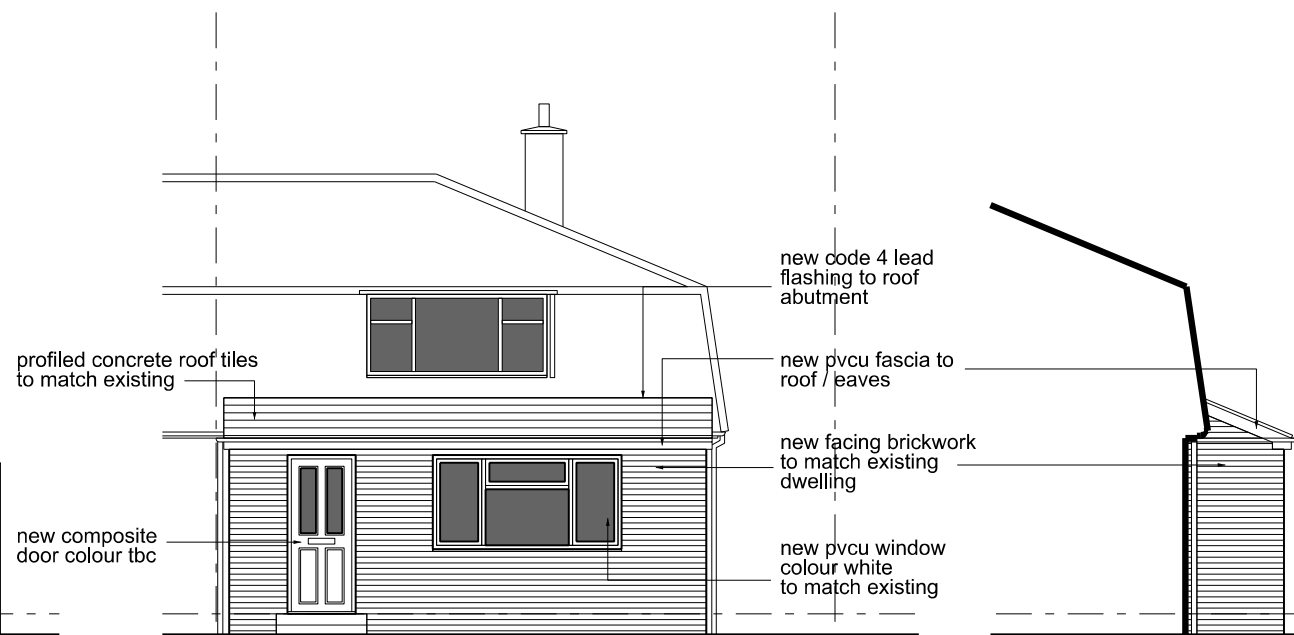 new code 4 lead
flashing to roof
abutment
profiled concrete roof tiles
to match existing
new pvcu fascia to
roof / eaves
new facing brickwork
to match existing
dwelling
new composite
door colour tbc
new pvcu window
colour white
to match existing